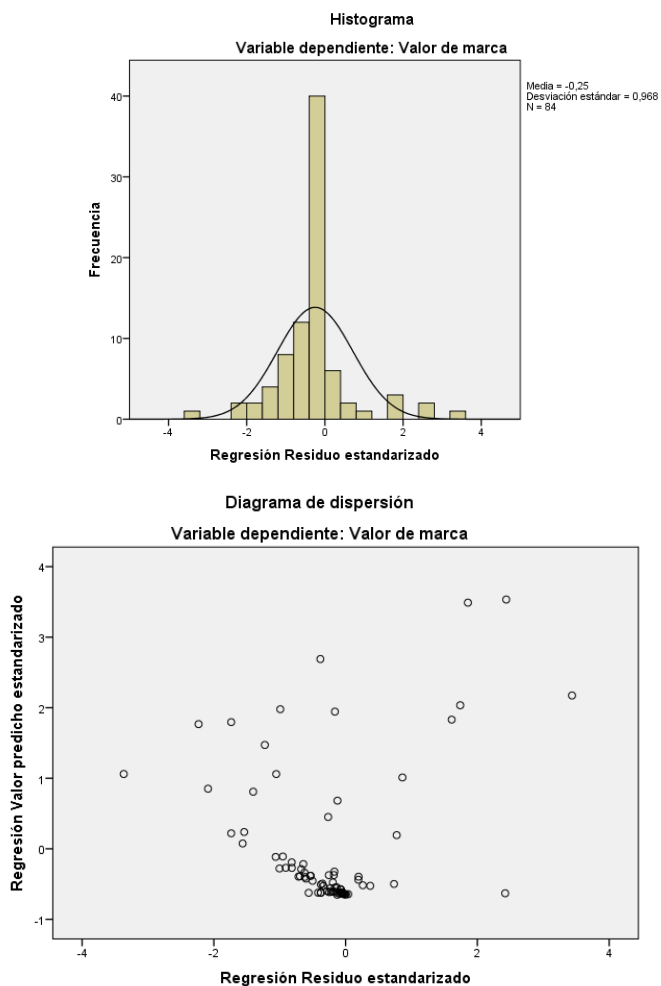 Histograma
Variable dependiente: Valor de marca
Media = -0,25
Desviación estándar = 0,968
N = 84
Frecuencia
40
30
20
10
0
-4 -2 0 2 4
Regresión Residuo estandarizado
Diagrama de dispersión
Variable dependiente: Valor de marca
Regresión Valor predicho estandarizado
4
3
2
1
0
-1
-4 -2 0 2 4
Regresión Residuo estandarizado